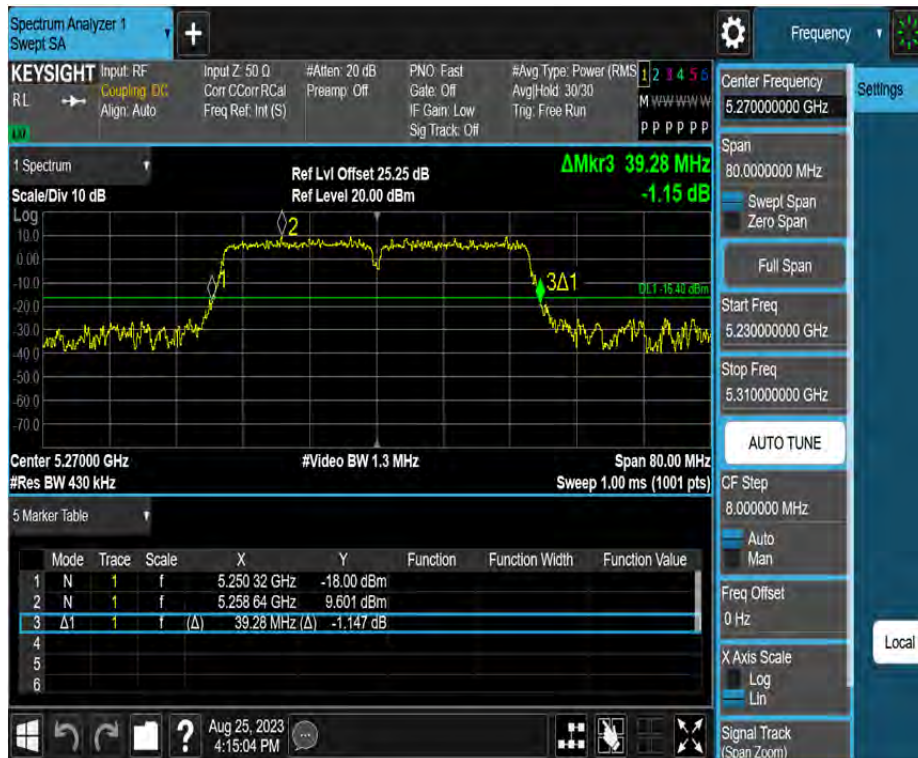 Spectrum Analyzer 1
Swept SA
+
Frequency
KEYSIGHT Input: RF Input Z: 50 Ω #Atten: 20 dB PNO: Fast #Avg Type: Power (RMS 1 2 3 4 5 6
RL Coupling: DC Corr CCorr RCal Preamp: Off Gate: Off Avg|Hold: 30/30 M W W W W W
Align: Auto Freq Ref: Int (S) IF Gain: Low Trig: Free Run
Sig Track: Off P P P P P P
1 Spectrum
Ref Lvl Offset 25.25 dB ΔMkr3 39.28 MHz
Scale/Div 10 dB Ref Level 20.00 dBm -1.15 dB
Log
10.0
0.00
-10.0
-20.0
-30.0
-40.0
-50.0
-60.0
-70.0
1
2
3Δ1
DL1 -16.40 dBm
Center 5.27000 GHz #Video BW 1.3 MHz Span 80.00 MHz
#Res BW 430 kHz Sweep 1.00 ms (1001 pts)
5 Marker Table
Mode Trace Scale X Y Function Function Width Function Value
1 N 1 f 5.250 32 GHz -18.00 dBm
2 N 1 f 5.258 64 GHz 9.601 dBm
3 Δ1 1 f (Δ) 39.28 MHz (Δ) -1.147 dB
4
5
6
Aug 25, 2023
4:15:04 PM
?
Center Frequency
5.270000000 GHz
Span
80.0000000 MHz
Swept Span
Zero Span
Full Span
Start Freq
5.230000000 GHz
Stop Freq
5.310000000 GHz
AUTO TUNE
CF Step
8.000000 MHz
Auto
Man
Freq Offset
0 Hz
X Axis Scale
Log
Lin
Signal Track
(Span Zoom)
Settings
Local